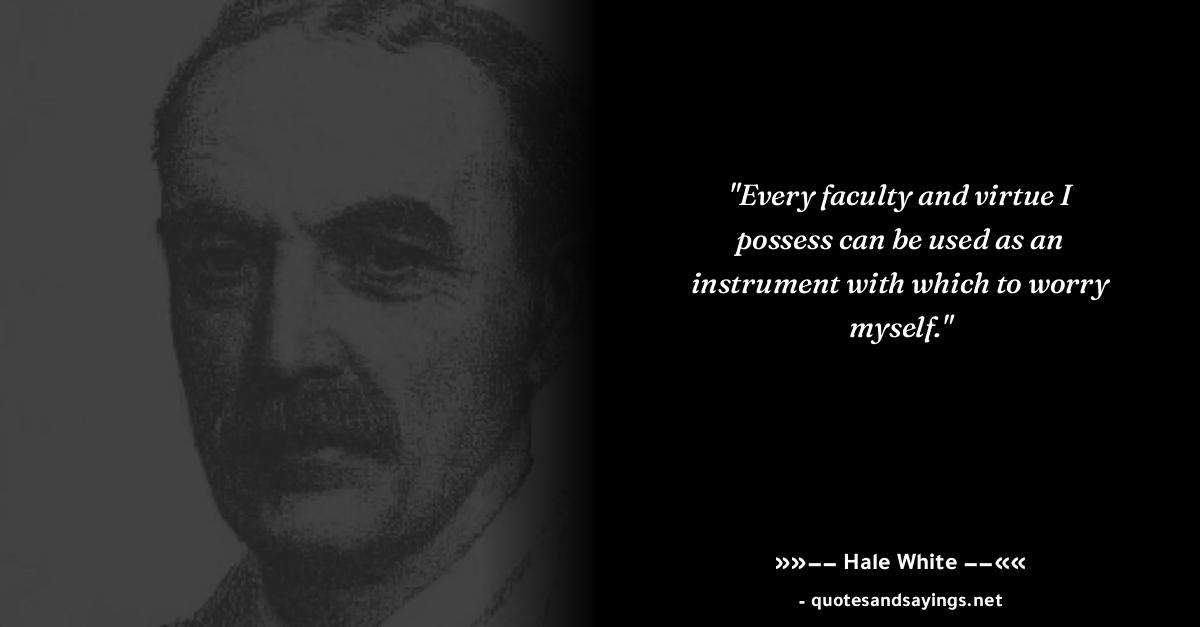 "Every faculty and virtue I
possess can be used as an
instrument with which to worry
myself."
»»−− Hale White −−««
- quotesandsayings.net